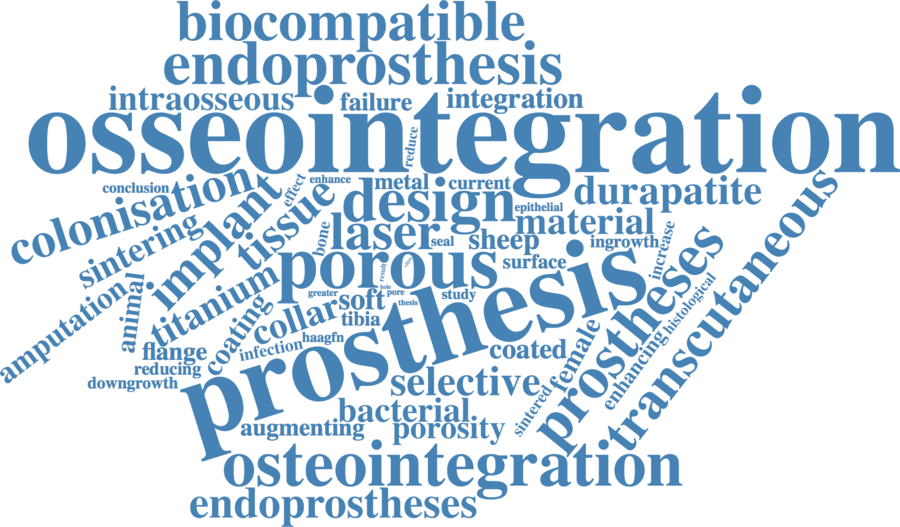 biocompatible
endoprosthesis
intraosseous
failure
integration
osseointegration
reduce
conclusion
effect
enhance
metal
current
durapatite
colonisation
implant
tissue
design
epithelial
material
transcutaneous
sintering
bone
laser
seal
sheep
ingrowth
increase
porous
surface
prostheses
titanium
result
hole
pore
greater
soft
thesis
study
histological
amputation
animal
coating
collar
tibia
prosthesis
enhancing
flange
infection
haagfn
coated
female
reducing
downgrowth
selective
sintered
bacterial
augmenting
porosity
osteointegration
endoprostheses